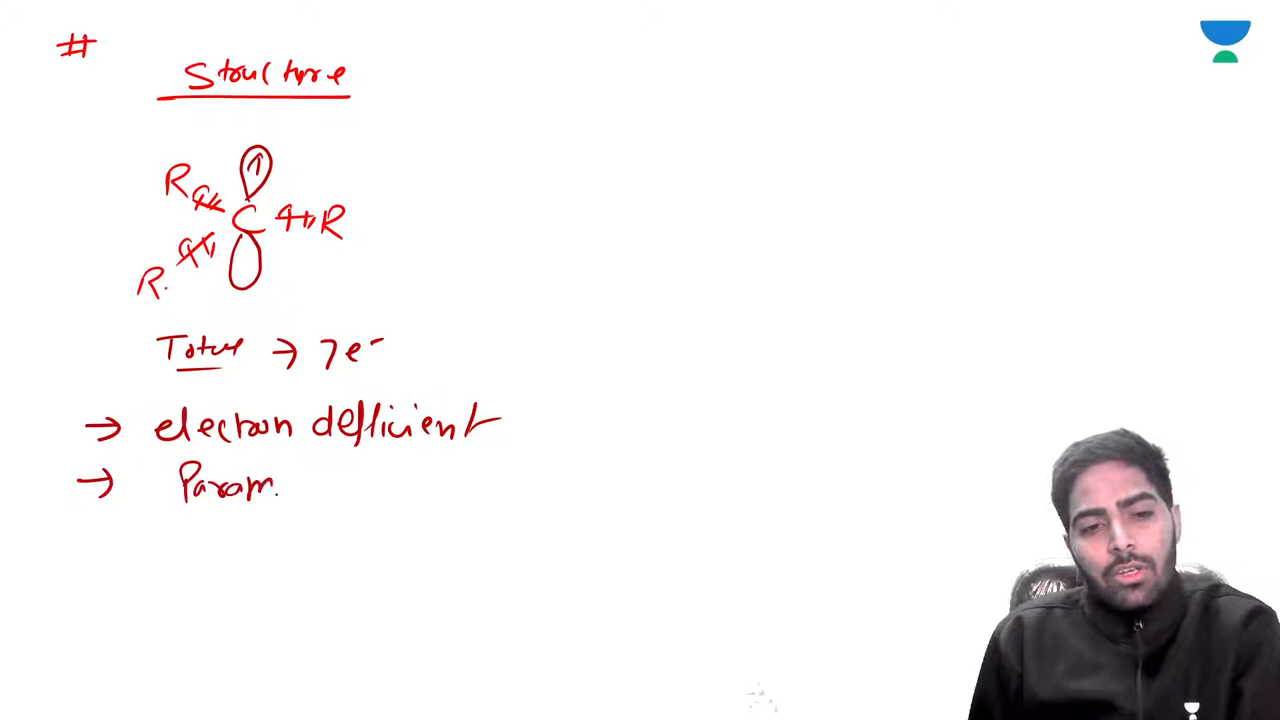 #
Structure
R C R
R.
Total → 7e⁻
→ electron deficient
→ Param.